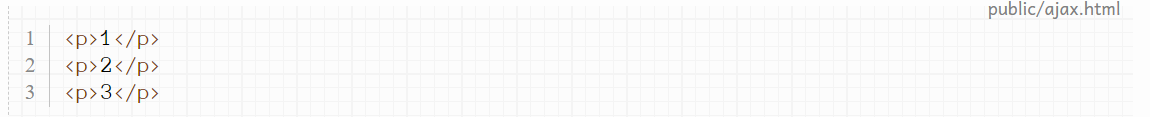 public/ajax.html
1 <p>1</p>
2 <p>2</p>
3 <p>3</p>